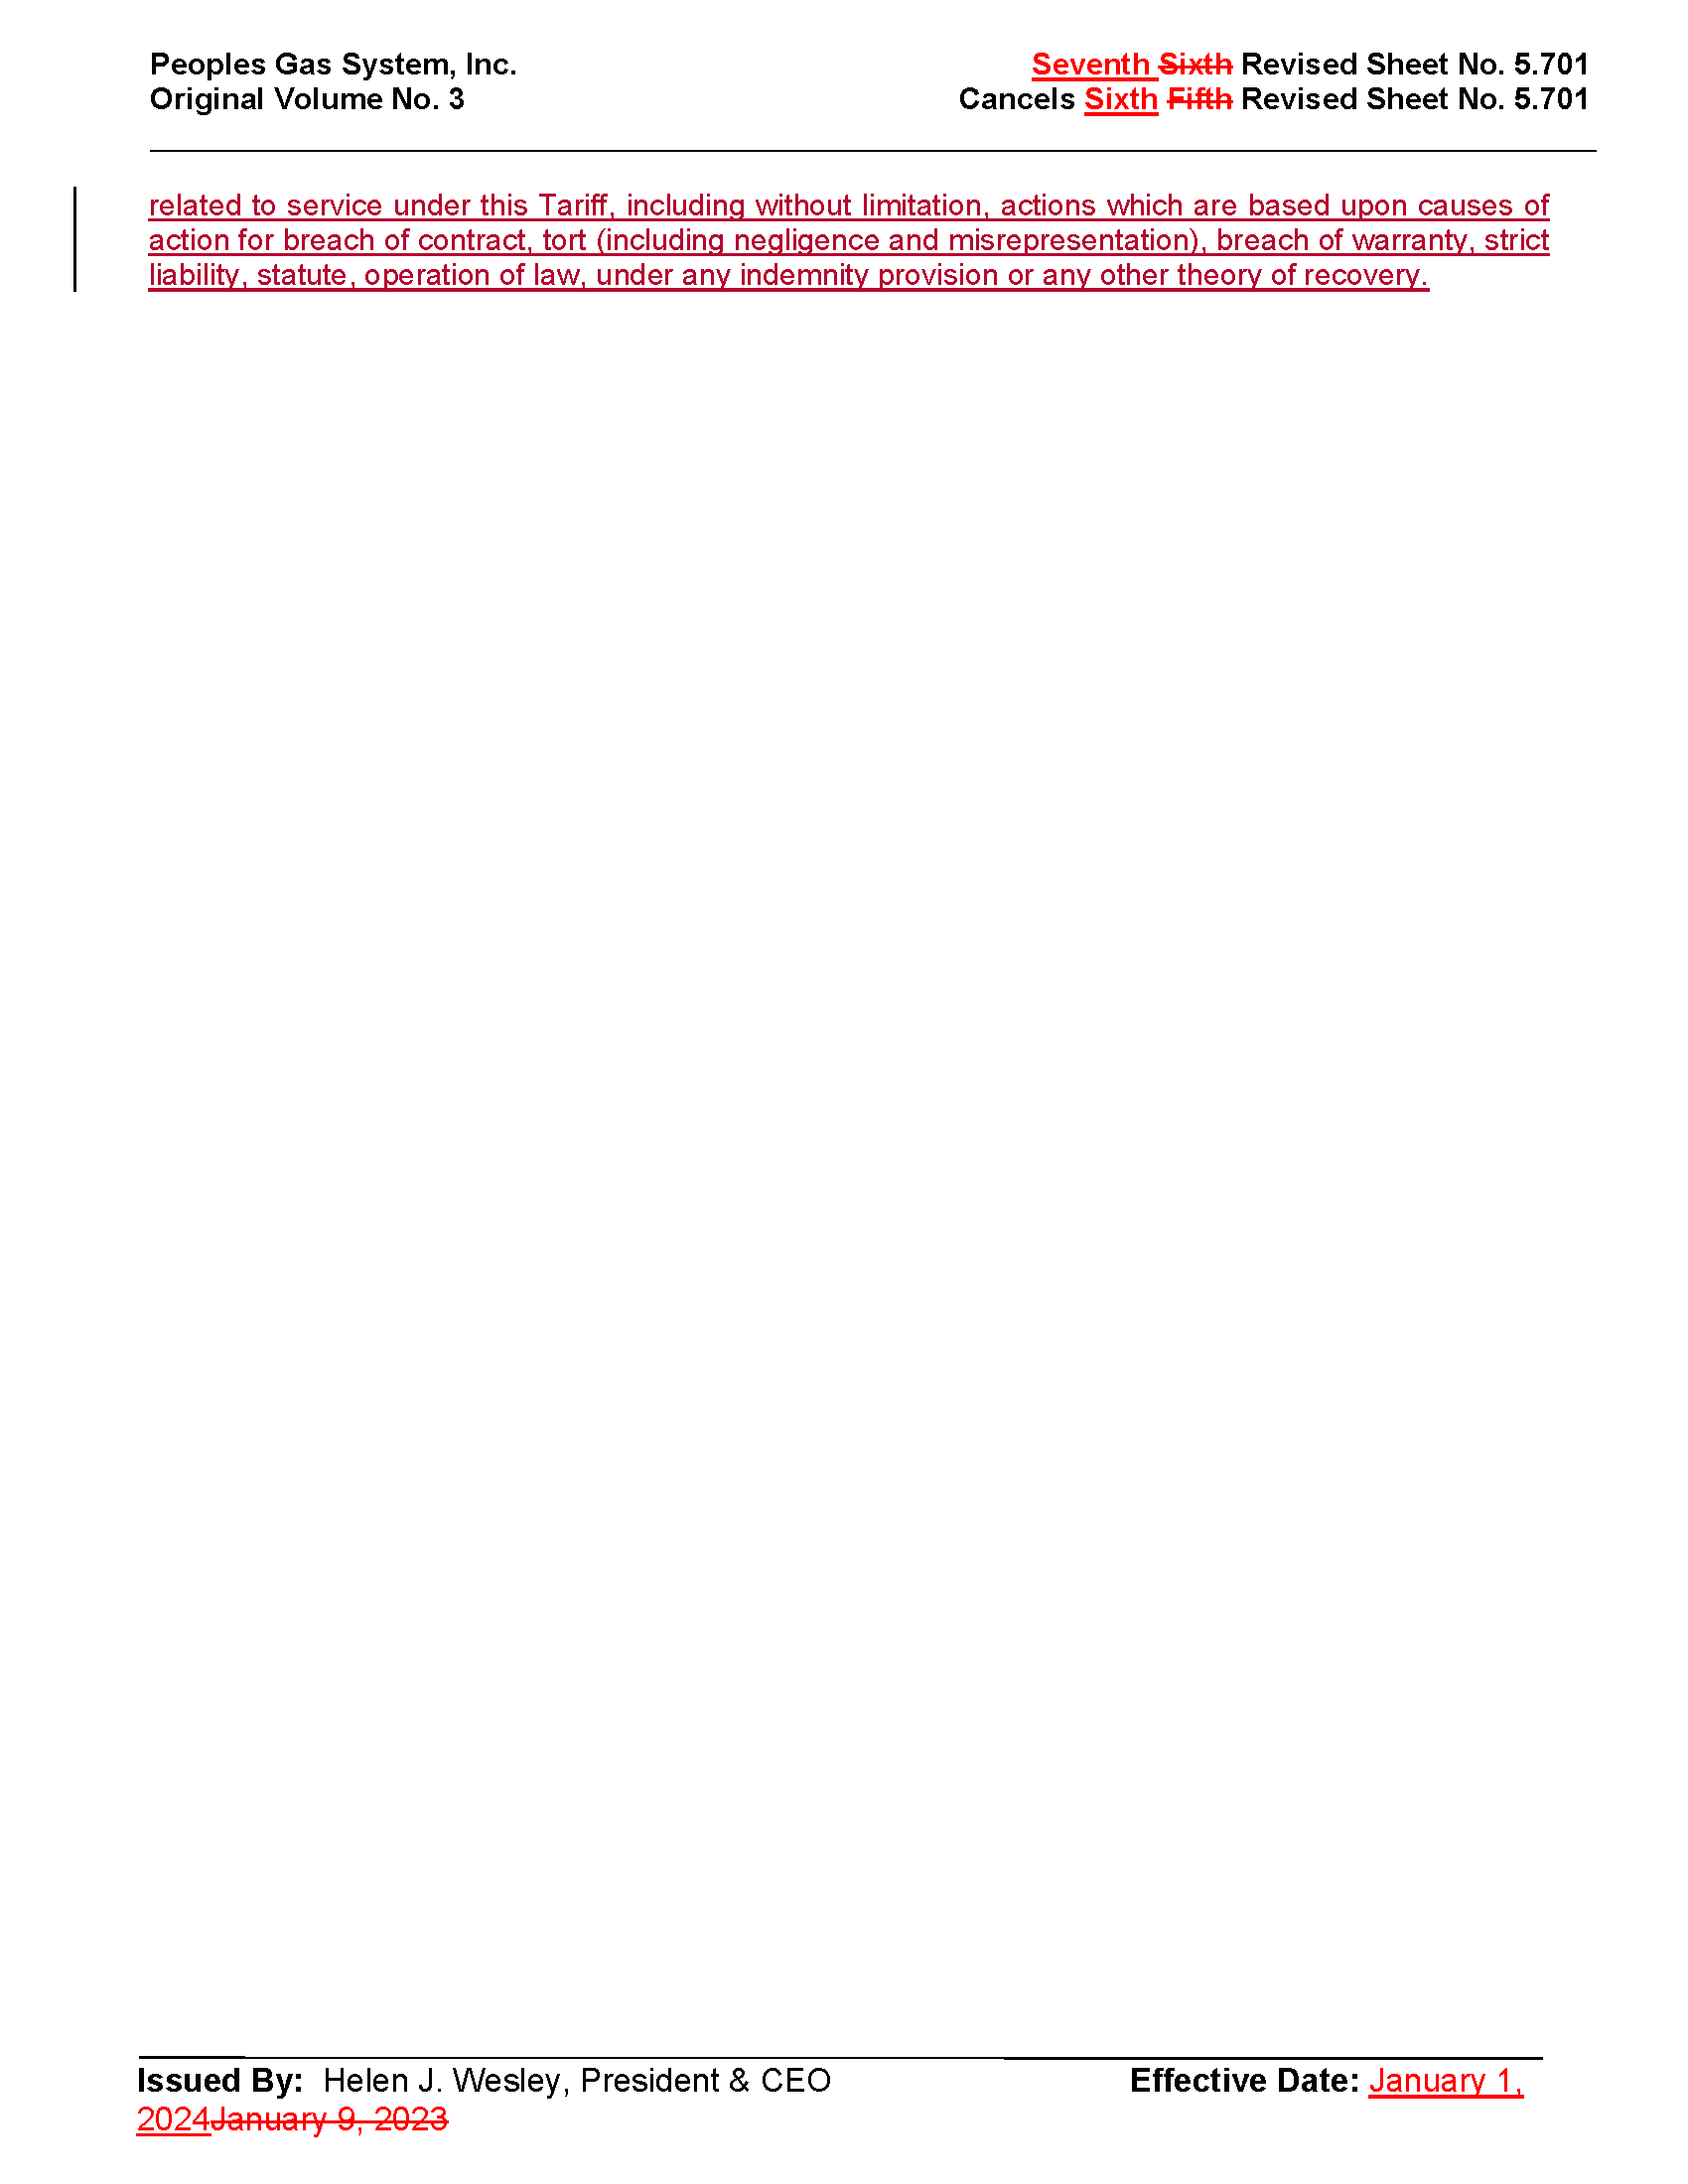 Peoples Gas System, Inc. Seventh Sixth Revised Sheet No. 5.701
Original Volume No. 3 Cancels Sixth Fifth Revised Sheet No. 5.701
related to service under this Tariff, including without limitation, actions which are based upon causes of
action for breach of contract, tort (including negligence and misrepresentation), breach of warranty, strict
liability, statute, operation of law, under any indemnity provision or any other theory of recovery.
Issued By: Helen J. Wesley, President & CEO Effective Date: January 1,
2024January 9, 2023